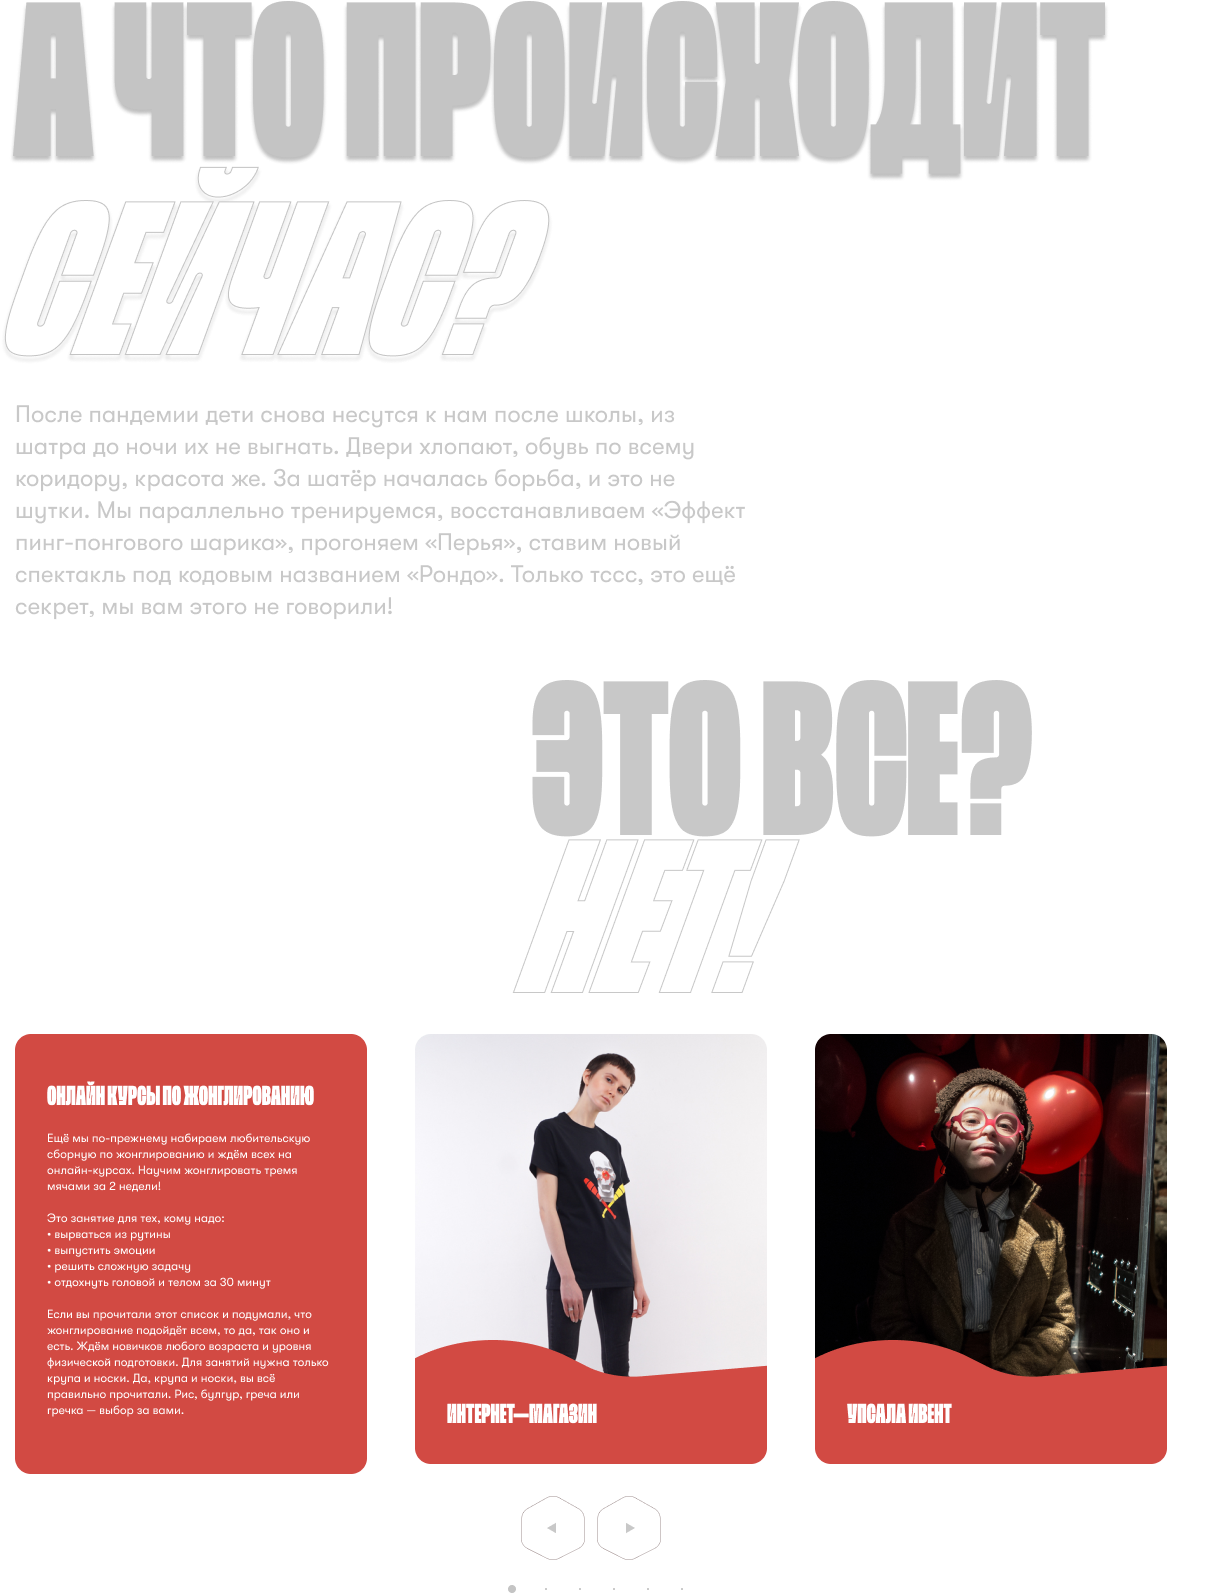 А ЧТО ПРОИСХОДИТ
СЕЙЧАС?
После пандемии дети снова несутся к нам после школы, из
шатра до ночи их не выгнать. Двери хлопают, обувь по всему
коридору, красота же. За шатёр началась борьба, и это не
шутки. Мы параллельно тренируемся, восстанавливаем «Эффект
пинг-понгового шарика», прогоняем «Перья», ставим новый
спектакль под кодовым названием «Рондо». Только тссс, это ещё
секрет, мы вам этого не говорили!
ЭТО ВСЕ?
НЕТ!
ОНЛАЙН КУРСЫ ПО ЖОНГЛИРОВАНИЮ
Ещё мы по-прежнему набираем любительскую
сборную по жонглированию и ждём всех на
онлайн-курсах. Научим жонглировать тремя
мячами за 2 недели!
Это занятие для тех, кому надо:
• вырваться из рутины
• выпустить эмоции
• решить сложную задачу
• отдохнуть головой и телом за 30 минут
Если вы прочитали этот список и подумали, что
жонглирование подойдёт всем, то да, так оно и
есть. Ждём новичков любого возраста и уровня
физической подготовки. Для занятий нужна только
крупа и носки. Да, крупа и носки, вы всё
правильно прочитали. Рис, булгур, греча или
гречка — выбор за вами.
ИНТЕРНЕТ—МАГАЗИН
УПСАЛА ИВЕНТ